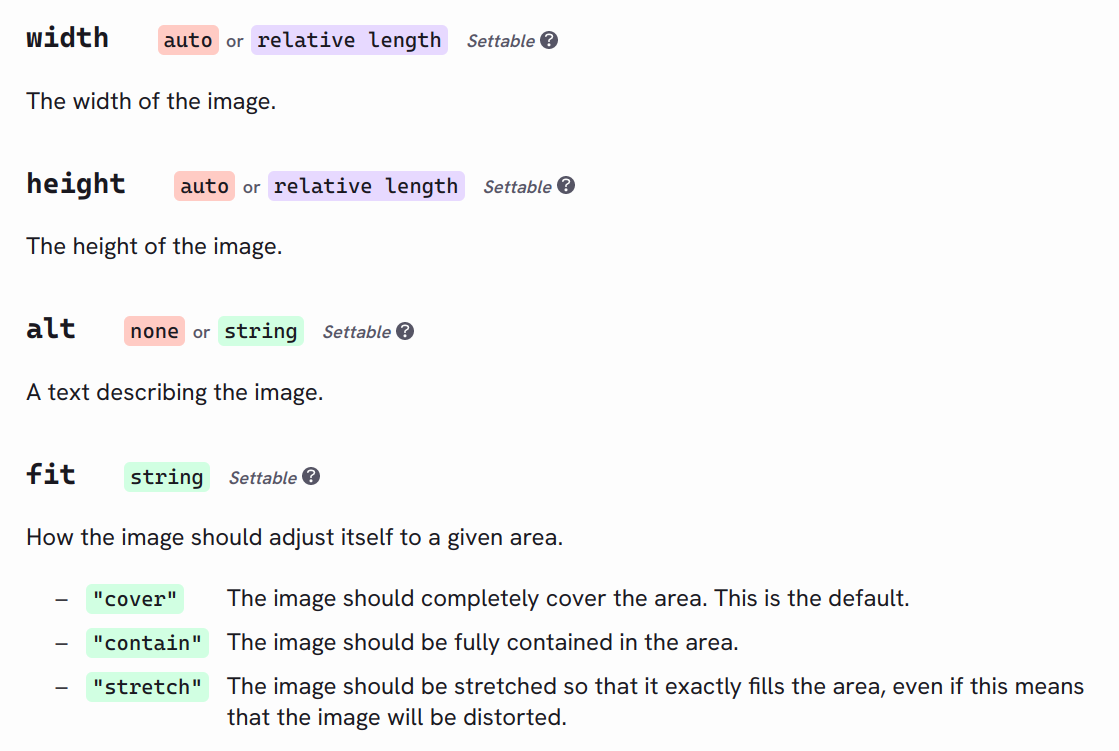 width auto or relative length Settable ?
The width of the image.
height auto or relative length Settable ?
The height of the image.
alt none or string Settable ?
A text describing the image.
fit string Settable ?
How the image should adjust itself to a given area.
– "cover" The image should completely cover the area. This is the default.
– "contain" The image should be fully contained in the area.
– "stretch" The image should be stretched so that it exactly fills the area, even if this means
that the image will be distorted.